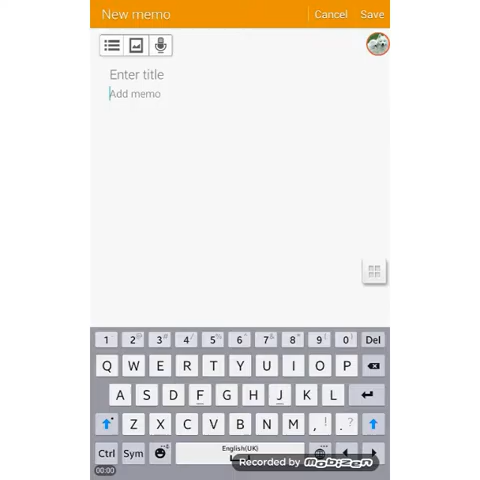 New memo Cancel Save
Enter title
Add memo
1 2 3 4 5 6 7 8 9 0 Del
Q W E R T Y U I O P
A S D F G H J K L
Z X C V B N M , ! . ?
Ctrl Sym English(UK)
00:00 Recorded by mobizen